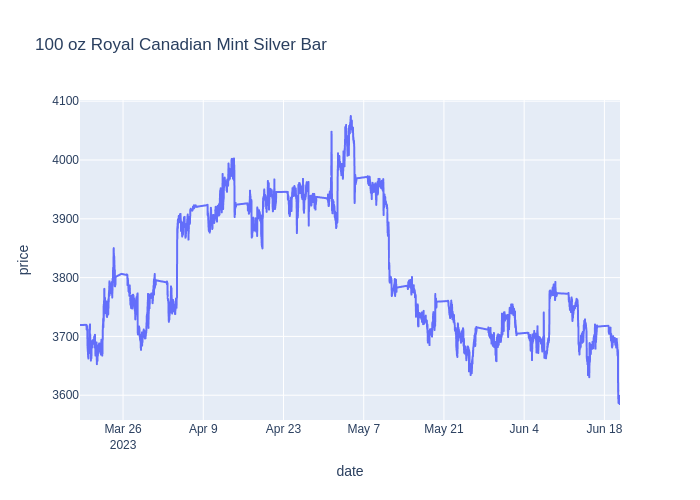 100 oz Royal Canadian Mint Silver Bar
4100
4000
3900
3800
3700
3600
price
Mar 26
2023
Apr 9
Apr 23
May 7
May 21
Jun 4
Jun 18
date